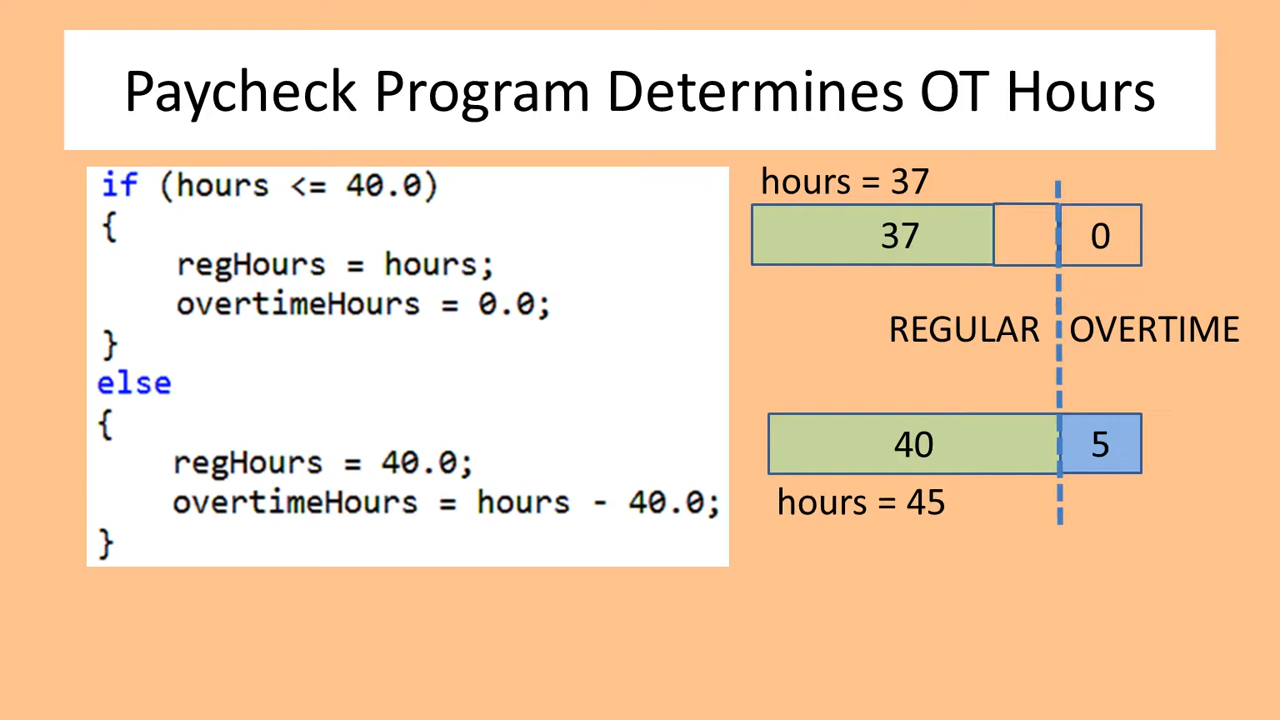 Paycheck Program Determines OT Hours
if (hours <= 40.0)
{
regHours = hours;
overtimeHours = 0.0;
}
else
{
regHours = 40.0;
overtimeHours = hours - 40.0;
}
hours = 37
37 0
REGULAR OVERTIME
40 5
hours = 45